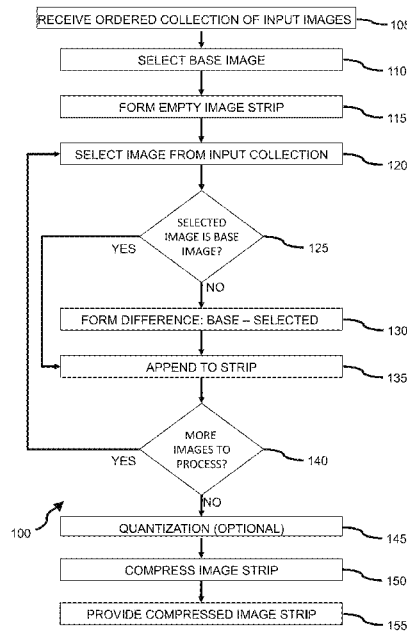 RECEIVE ORDERED COLLECTION OF INPUT IMAGES
105
SELECT BASE IMAGE
110
FORM EMPTY IMAGE STRIP
115
SELECT IMAGE FROM INPUT COLLECTION
120
SELECTED
IMAGE IS BASE
IMAGE?
YES
125
NO
FORM DIFFERENCE: BASE – SELECTED
130
APPEND TO STRIP
135
MORE
IMAGES TO
PROCESS?
YES
140
NO
100
QUANTIZATION (OPTIONAL)
145
COMPRESS IMAGE STRIP
150
PROVIDE COMPRESSED IMAGE STRIP
155